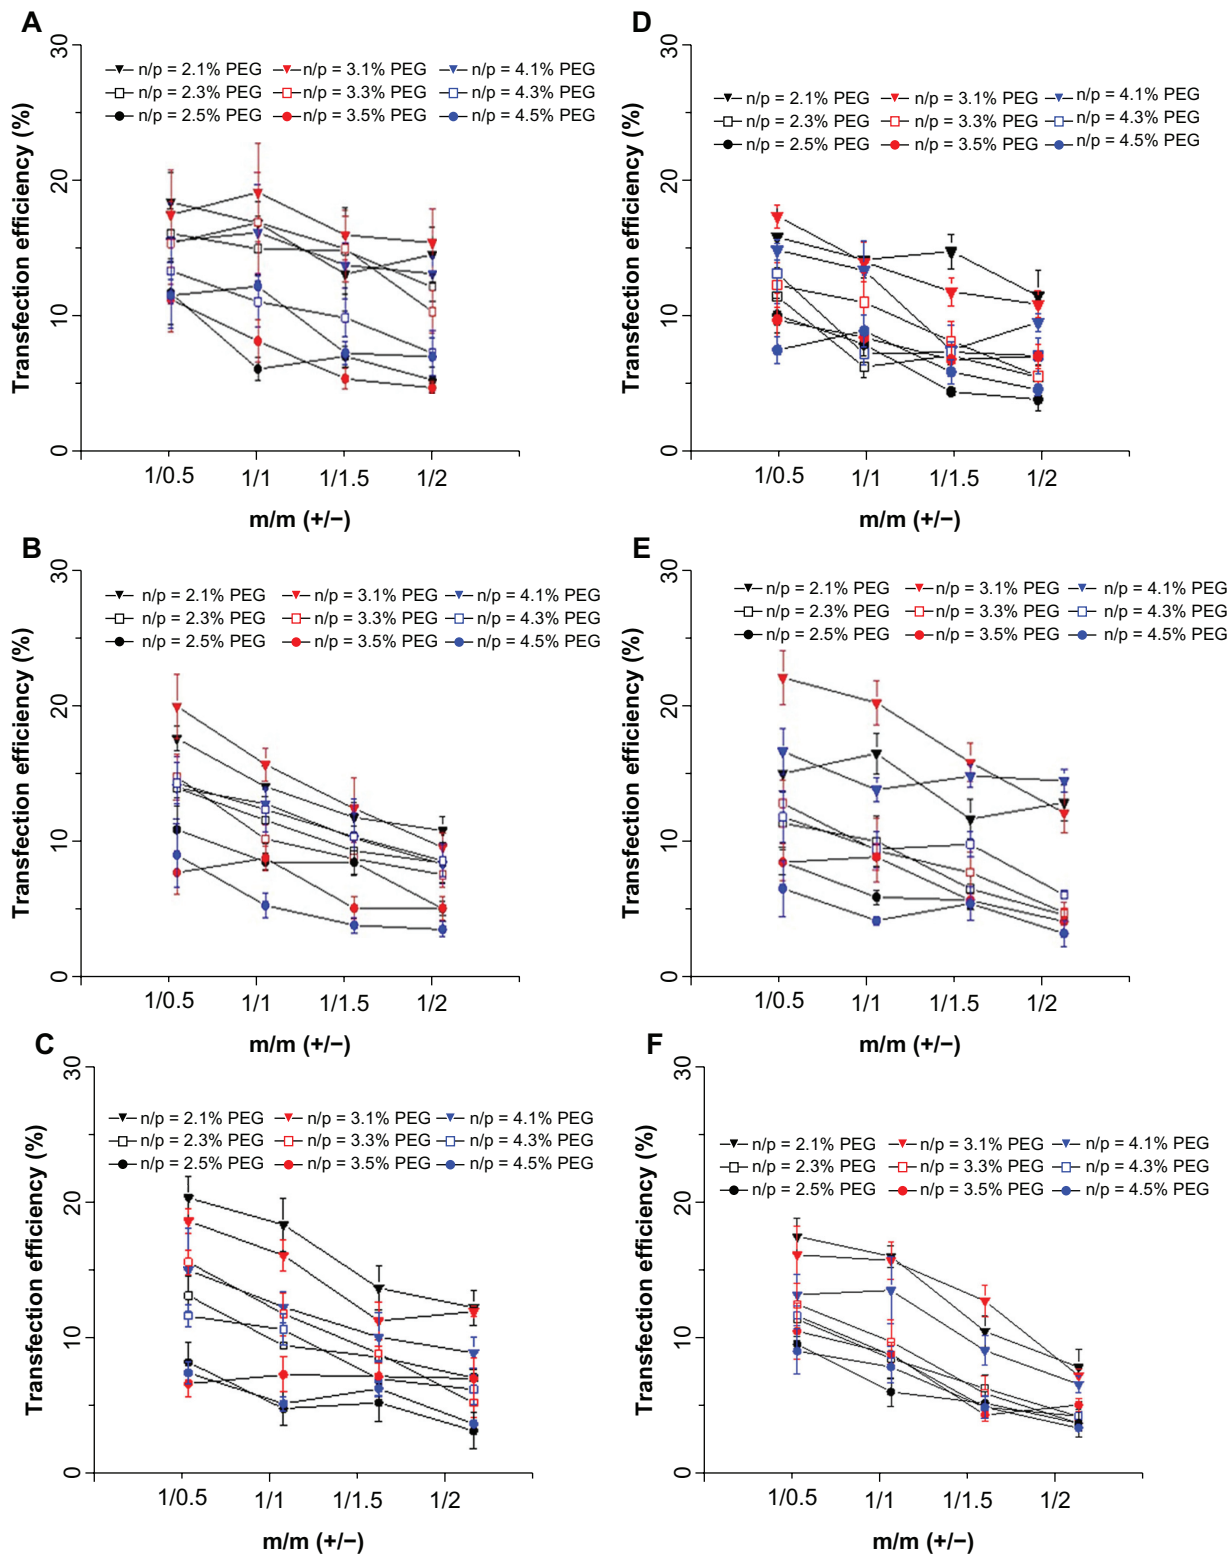 A
Transfection efficiency (%)
30
20
10
0
n/p = 2.1% PEG n/p = 3.1% PEG n/p = 4.1% PEG
n/p = 2.3% PEG n/p = 3.3% PEG n/p = 4.3% PEG
n/p = 2.5% PEG n/p = 3.5% PEG n/p = 4.5% PEG
1/0.5 1/1 1/1.5 1/2
m/m (+/−)
D
Transfection efficiency (%)
30
20
10
0
n/p = 2.1% PEG n/p = 3.1% PEG n/p = 4.1% PEG
n/p = 2.3% PEG n/p = 3.3% PEG n/p = 4.3% PEG
n/p = 2.5% PEG n/p = 3.5% PEG n/p = 4.5% PEG
1/0.5 1/1 1/1.5 1/2
m/m (+/−)
B
Transfection efficiency (%)
30
20
10
0
n/p = 2.1% PEG n/p = 3.1% PEG n/p = 4.1% PEG
n/p = 2.3% PEG n/p = 3.3% PEG n/p = 4.3% PEG
n/p = 2.5% PEG n/p = 3.5% PEG n/p = 4.5% PEG
1/0.5 1/1 1/1.5 1/2
m/m (+/−)
E
Transfection efficiency (%)
30
20
10
0
n/p = 2.1% PEG n/p = 3.1% PEG n/p = 4.1% PEG
n/p = 2.3% PEG n/p = 3.3% PEG n/p = 4.3% PEG
n/p = 2.5% PEG n/p = 3.5% PEG n/p = 4.5% PEG
1/0.5 1/1 1/1.5 1/2
m/m (+/−)
C
Transfection efficiency (%)
30
20
10
0
n/p = 2.1% PEG n/p = 3.1% PEG n/p = 4.1% PEG
n/p = 2.3% PEG n/p = 3.3% PEG n/p = 4.3% PEG
n/p = 2.5% PEG n/p = 3.5% PEG n/p = 4.5% PEG
1/0.5 1/1 1/1.5 1/2
m/m (+/−)
F
Transfection efficiency (%)
30
20
10
0
n/p = 2.1% PEG n/p = 3.1% PEG n/p = 4.1% PEG
n/p = 2.3% PEG n/p = 3.3% PEG n/p = 4.3% PEG
n/p = 2.5% PEG n/p = 3.5% PEG n/p = 4.5% PEG
1/0.5 1/1 1/1.5 1/2
m/m (+/−)